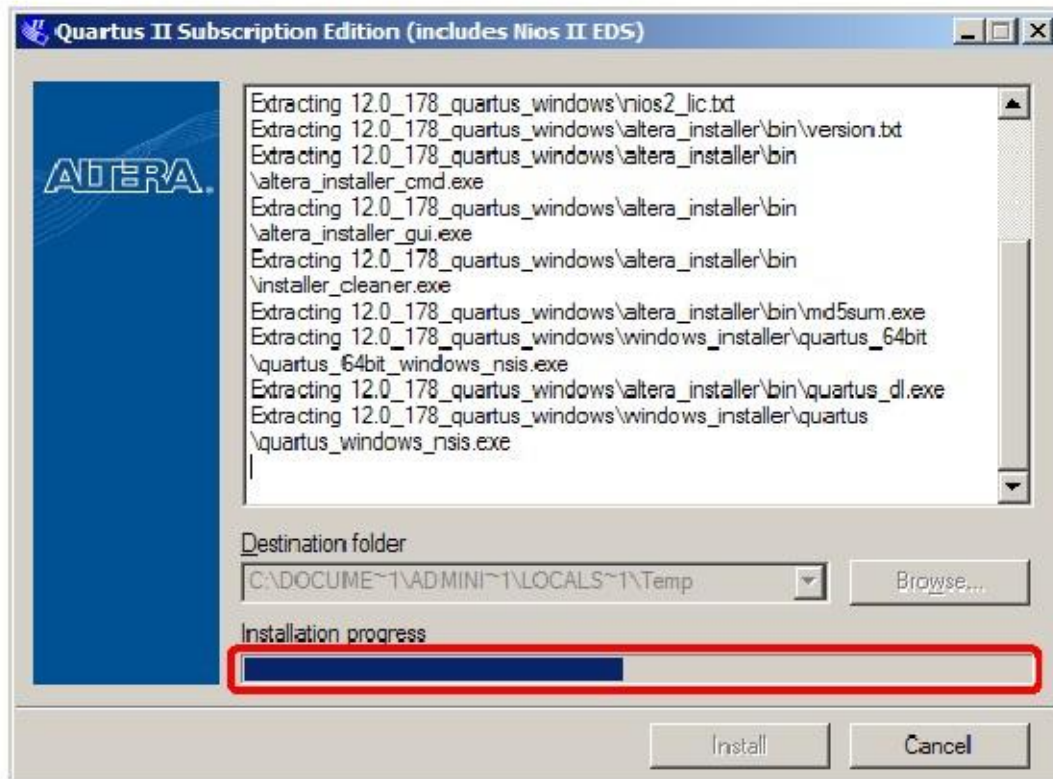 Quartus II Subscription Edition (includes Nios II EDS)
ALTERA.
Extracting 12.0_178_quartus_windows\nios2_lic.txt
Extracting 12.0_178_quartus_windows\altera_installer\bin\version.txt
Extracting 12.0_178_quartus_windows\altera_installer\bin
\altera_installer_cmd.exe
Extracting 12.0_178_quartus_windows\altera_installer\bin
\altera_installer_gui.exe
Extracting 12.0_178_quartus_windows\altera_installer\bin
\installer_cleaner.exe
Extracting 12.0_178_quartus_windows\altera_installer\bin\md5sum.exe
Extracting 12.0_178_quartus_windows\windows_installer\quartus_64bit
\quartus_64bit_windows_nsis.exe
Extracting 12.0_178_quartus_windows\altera_installer\bin\quartus_dl.exe
Extracting 12.0_178_quartus_windows\windows_installer\quartus
\quartus_windows_nsis.exe
Destination folder
C:\DOCUME~1\ADMINI~1\LOCALS~1\Temp
Browse...
Installation progress
Install
Cancel